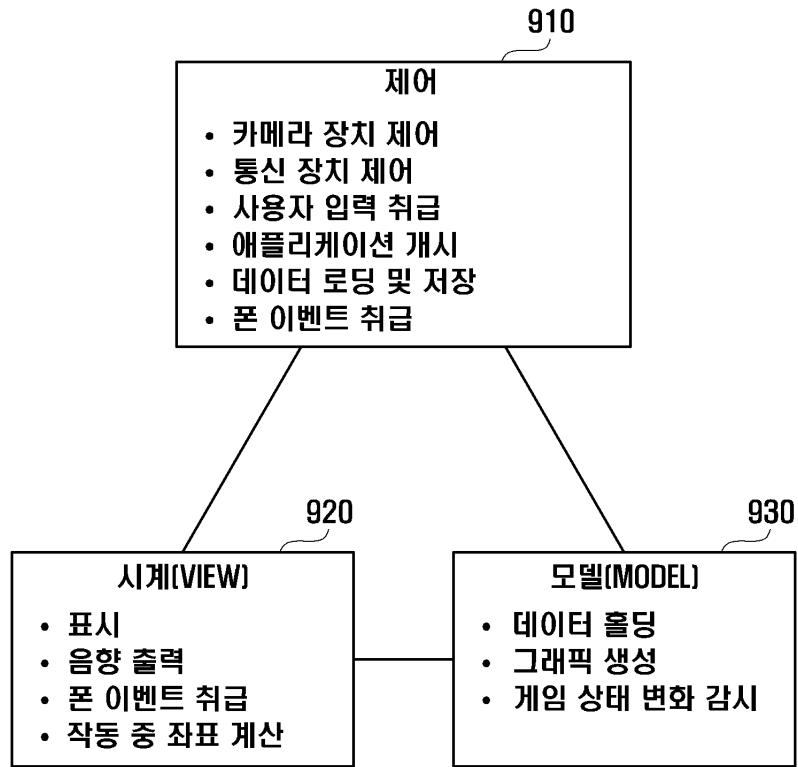 910
제어
• 카메라 장치 제어
• 통신 장치 제어
• 사용자 입력 취급
• 애플리케이션 개시
• 데이터 로딩 및 저장
• 폰 이벤트 취급
920
시계(VIEW)
• 표시
• 음향 출력
• 폰 이벤트 취급
• 작동 중 좌표 계산
930
모델(MODEL)
• 데이터 홀딩
• 그래픽 생성
• 게임 상태 변화 감시